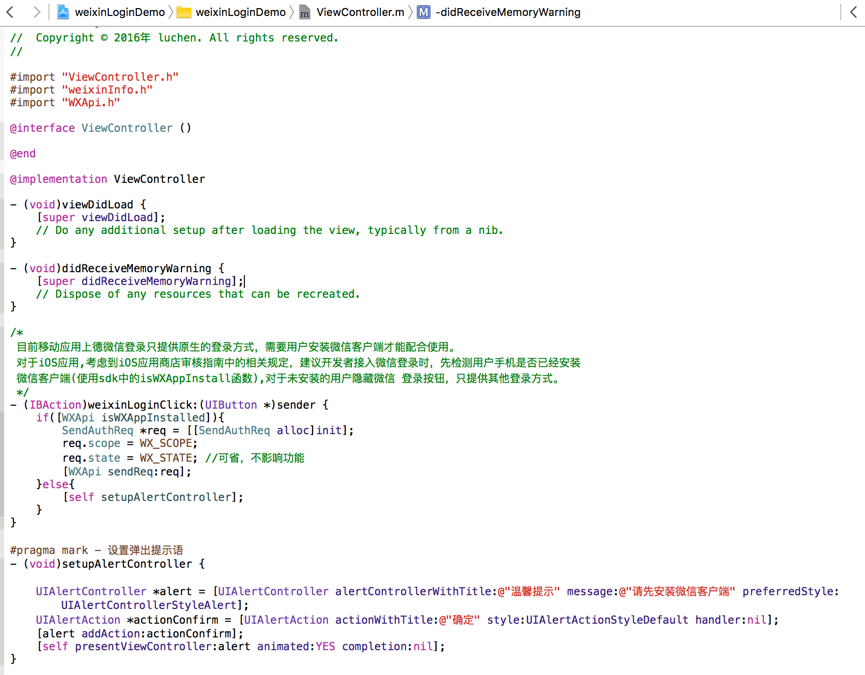 weixinLoginDemo weixinLoginDemo ViewController.m M -didReceiveMemoryWarning
// Copyright © 2016年 luchen. All rights reserved.
//
#import "ViewController.h"
#import "weixinInfo.h"
#import "WXApi.h"
@interface ViewController ()
@end
@implementation ViewController
- (void)viewDidLoad {
[super viewDidLoad];
// Do any additional setup after loading the view, typically from a nib.
}
- (void)didReceiveMemoryWarning {
[super didReceiveMemoryWarning];
// Dispose of any resources that can be recreated.
}
/*
目前移动应用上德微信登录只提供原生的登录方式，需要用户安装微信客户端才能配合使用。
对于iOS应用,考虑到iOS应用商店审核指南中的相关规定，建议开发者接入微信登录时，先检测用户手机是否已经安装
微信客户端(使用sdk中的isWXAppInstall函数),对于未安装的用户隐藏微信 登录按钮，只提供其他登录方式。
*/
- (IBAction)weixinLoginClick:(UIButton *)sender {
if([WXApi isWXAppInstalled]){
SendAuthReq *req = [[SendAuthReq alloc]init];
req.scope = WX_SCOPE;
req.state = WX_STATE; //可省，不影响功能
[WXApi sendReq:req];
}else{
[self setupAlertController];
}
}
#pragma mark - 设置弹出提示语
- (void)setupAlertController {
UIAlertController *alert = [UIAlertController alertControllerWithTitle:@"温馨提示" message:@"请先安装微信客户端" preferredStyle:
UIAlertControllerStyleAlert];
UIAlertAction *actionConfirm = [UIAlertAction actionWithTitle:@"确定" style:UIAlertActionStyleDefault handler:nil];
[alert addAction:actionConfirm];
[self presentViewController:alert animated:YES completion:nil];
}